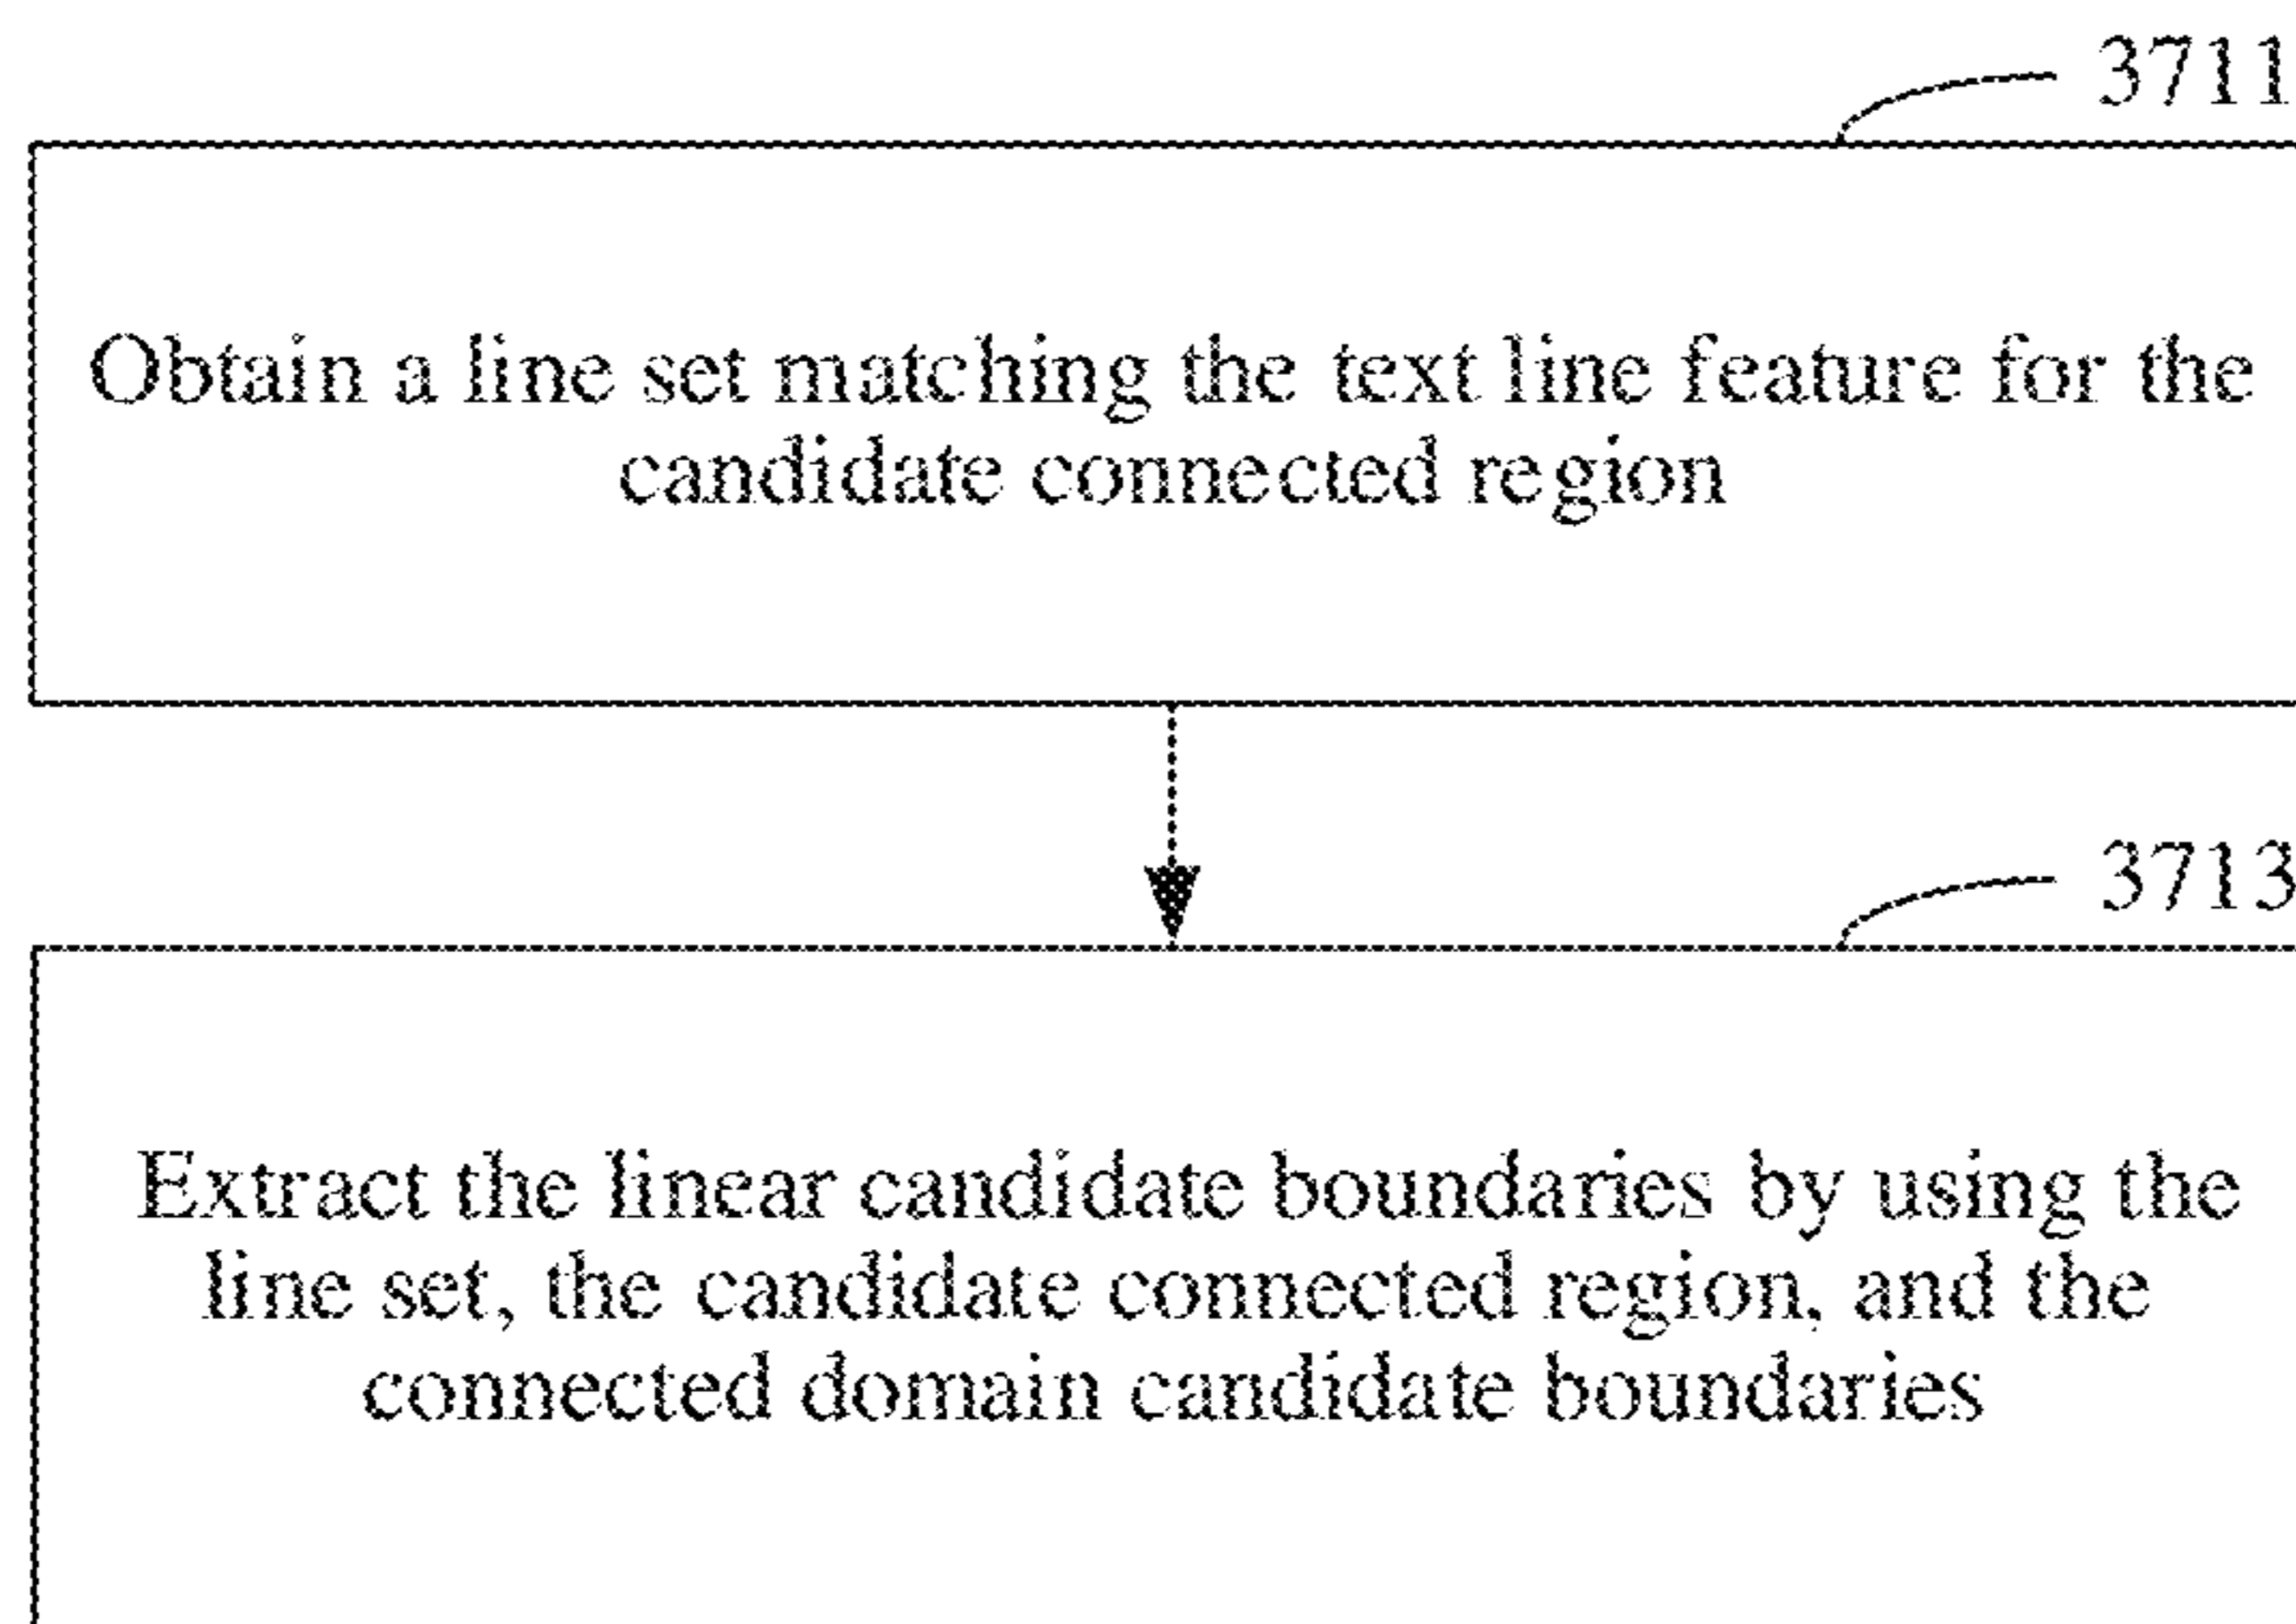 3711
Obtain a line set matching the text line feature for the
candidate connected region
3713
Extract the linear candidate boundaries by using the
line set, the candidate connected region, and the
connected domain candidate boundaries